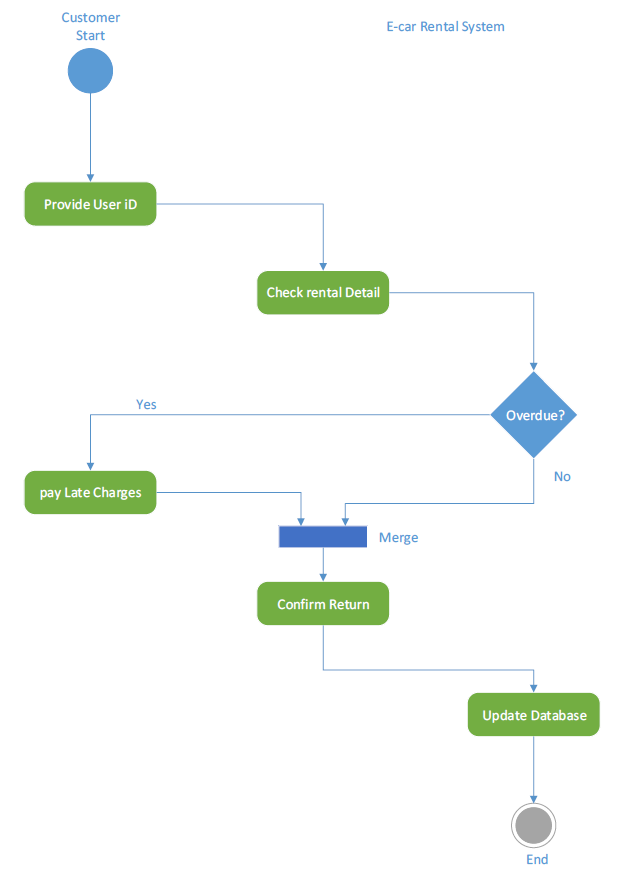 Customer
Start
E-car Rental System
Provide User iD
Check rental Detail
Overdue?
Yes
No
pay Late Charges
Merge
Confirm Return
Update Database
End